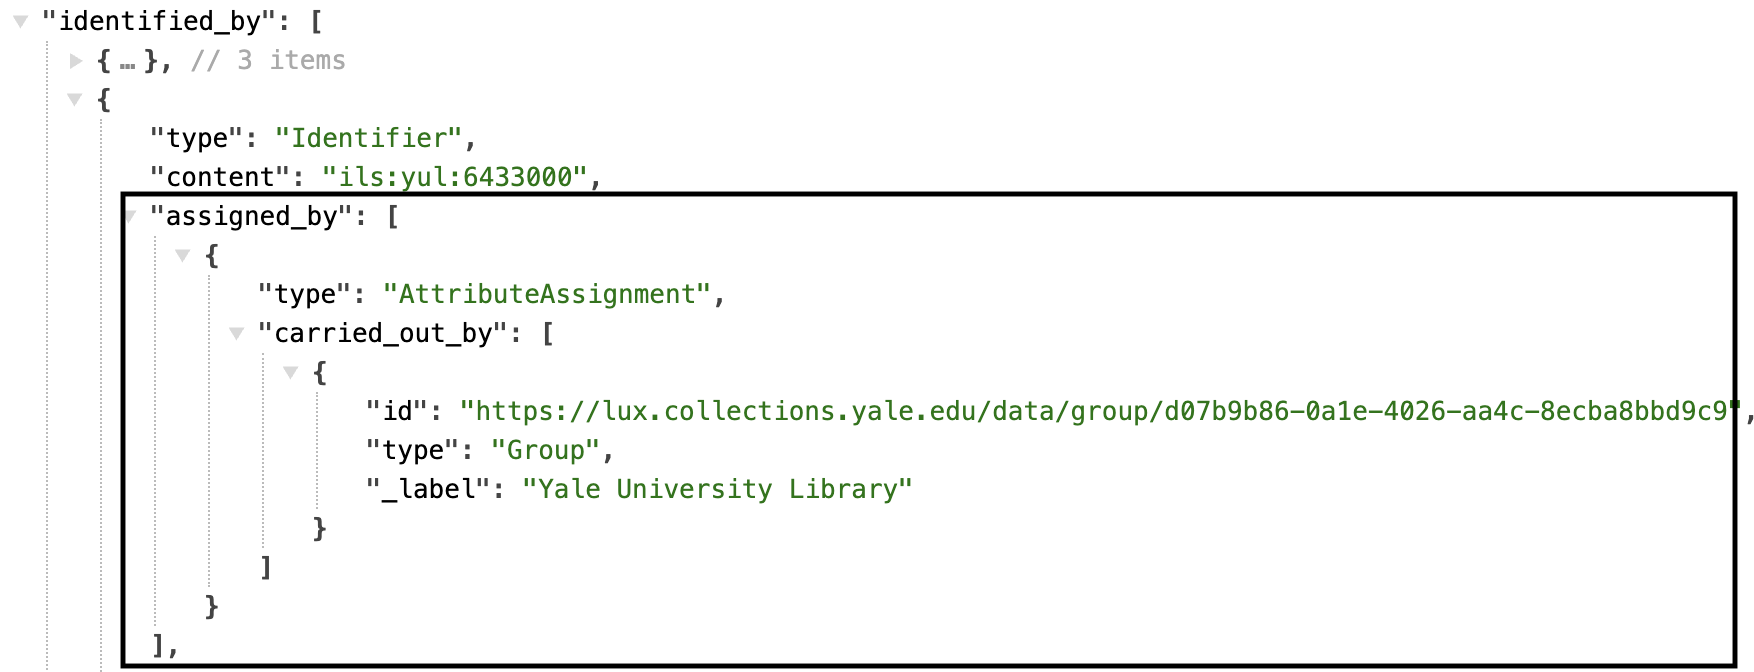 "identified_by": [
{ … }, // 3 items
{
"type": "Identifier",
"content": "ils:yul:6433000",
"assigned_by": [
{
"type": "AttributeAssignment",
"carried_out_by": [
{
"id": "https://lux.collections.yale.edu/data/group/d07b9b86-0a1e-4026-aa4c-8ecba8bbd9c9",
"type": "Group",
"_label": "Yale University Library"
}
]
}
],